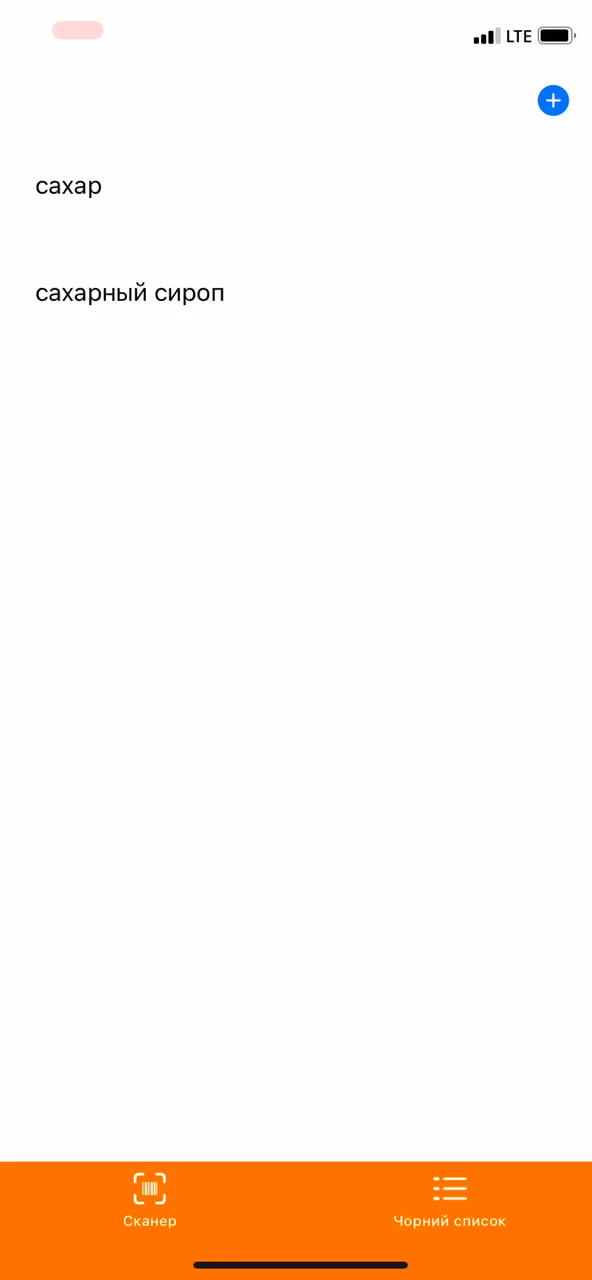 LTE
сахар
сахарный сироп
Сканер
Чорний список